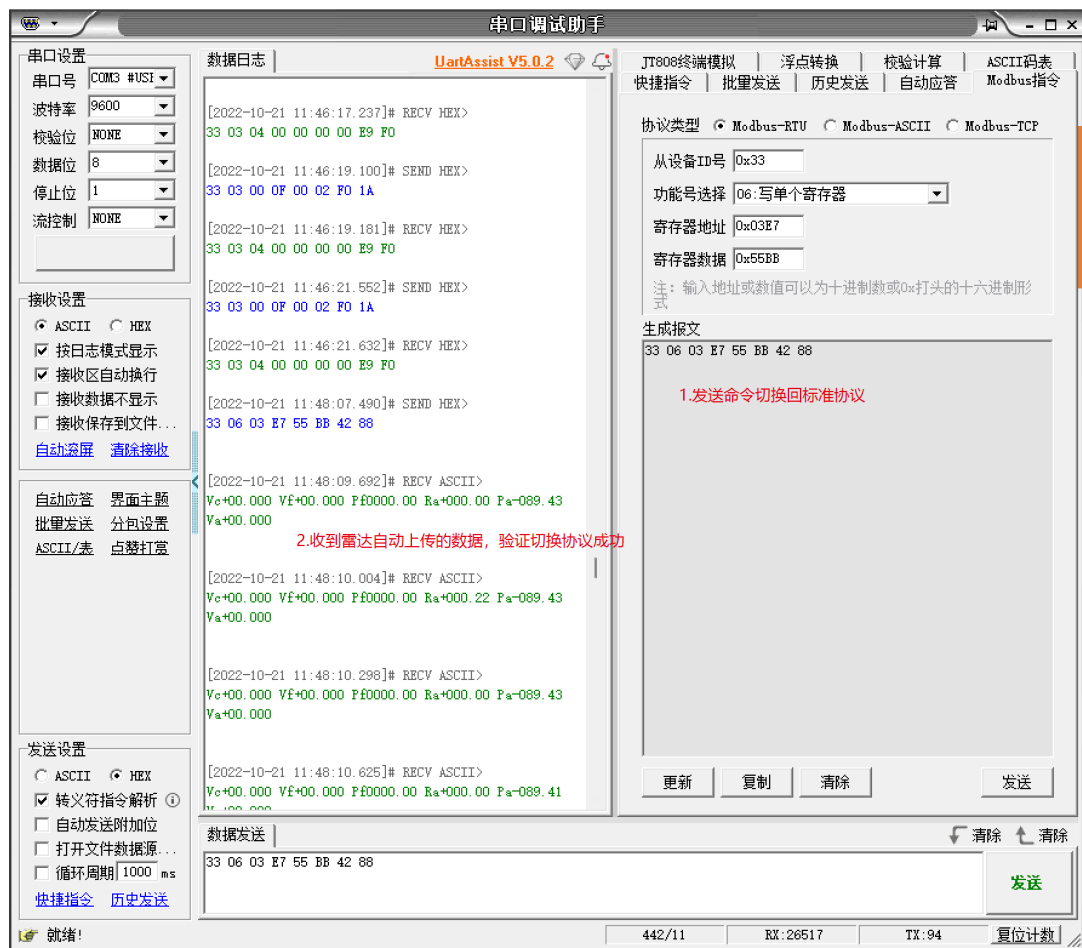 串口调试助手
串口设置
串口号 COM3 #USI
波特率 9600
校验位 NONE
数据位 8
停止位 1
流控制 NONE
接收设置
ASCII HEX
按日志模式显示
接收区自动换行
接收数据不显示
接收保存到文件...
自动滚屏 清除接收
自动应答 界面主题
批量发送 分包设置
ASCII/表 点赞打赏
发送设置
ASCII HEX
转义符指令解析
自动发送附加位
打开文件数据源...
循环周期 1000 ms
快捷指令 历史发送
数据日志 UartAssist V5.0.2
[2022-10-21 11:46:17.237]# RECV HEX>
33 03 04 00 00 00 00 E9 F0
[2022-10-21 11:46:19.100]# SEND HEX>
33 03 00 0F 00 02 F0 1A
[2022-10-21 11:46:19.181]# RECV HEX>
33 03 04 00 00 00 00 E9 F0
[2022-10-21 11:46:21.552]# SEND HEX>
33 03 00 0F 00 02 F0 1A
[2022-10-21 11:46:21.632]# RECV HEX>
33 03 04 00 00 00 00 E9 F0
[2022-10-21 11:48:07.490]# SEND HEX>
33 06 03 E7 55 BB 42 88
[2022-10-21 11:48:09.692]# RECV ASCII>
Vc+00.000 Vf+00.000 Pf0000.00 Ra+000.00 Pa-089.43
Va+00.000
2.收到雷达自动上传的数据，验证切换协议成功
[2022-10-21 11:48:10.004]# RECV ASCII>
Vc+00.000 Vf+00.000 Pf0000.00 Ra+000.22 Pa-089.43
Va+00.000
[2022-10-21 11:48:10.298]# RECV ASCII>
Vc+00.000 Vf+00.000 Pf0000.00 Ra+000.00 Pa-089.43
Va+00.000
[2022-10-21 11:48:10.625]# RECV ASCII>
Vc+00.000 Vf+00.000 Pf0000.00 Ra+000.00 Pa-089.41
JT808终端模拟 浮点转换 校验计算 ASCII码表
快捷指令 批量发送 历史发送 自动应答 Modbus指令
协议类型 Modbus-RTU Modbus-ASCII Modbus-TCP
从设备ID号 0x33
功能号选择 06:写单个寄存器
寄存器地址 0x03E7
寄存器数据 0x55BB
注：输入地址或数值可以为十进制数或0x打头的十六进制形
式
生成报文
33 06 03 E7 55 BB 42 88
1.发送命令切换回标准协议
更新 复制 清除 发送
数据发送 清除 清除
33 06 03 E7 55 BB 42 88
发送
就绪! 442/11 RX:26517 TX:94 复位计数